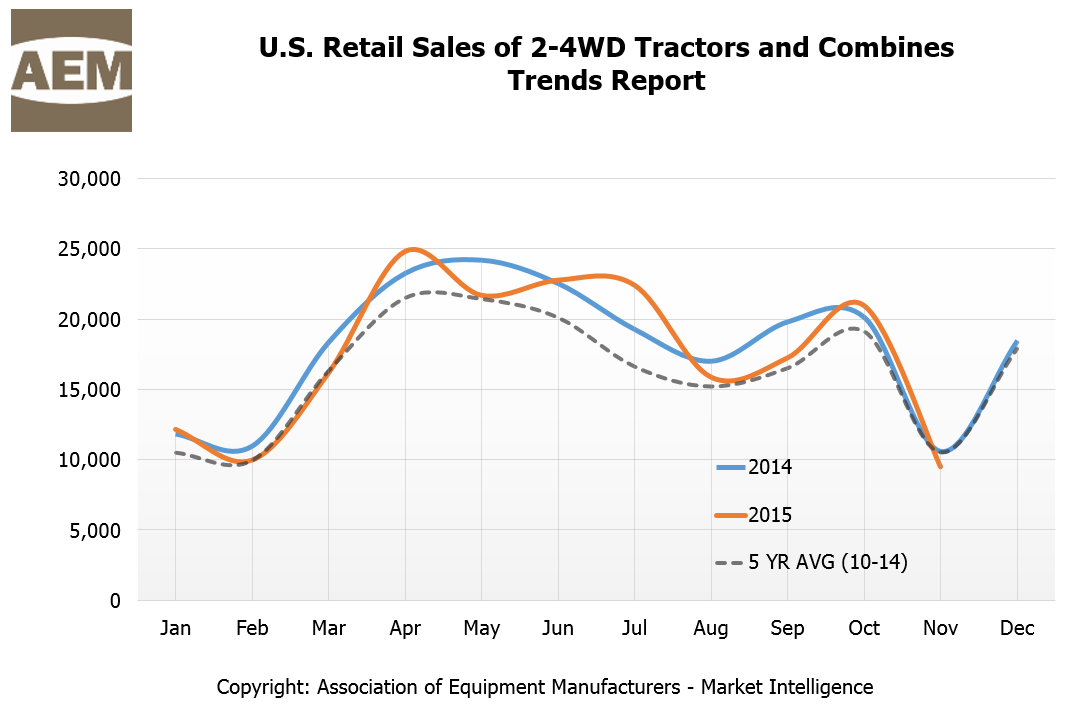 AEM
U.S. Retail Sales of 2-4WD Tractors and Combines
Trends Report
30,000
25,000
20,000
15,000
10,000
5,000
0
2014
2015
5 YR AVG (10-14)
Jan Feb Mar Apr May Jun Jul Aug Sep Oct Nov Dec
Copyright: Association of Equipment Manufacturers - Market Intelligence